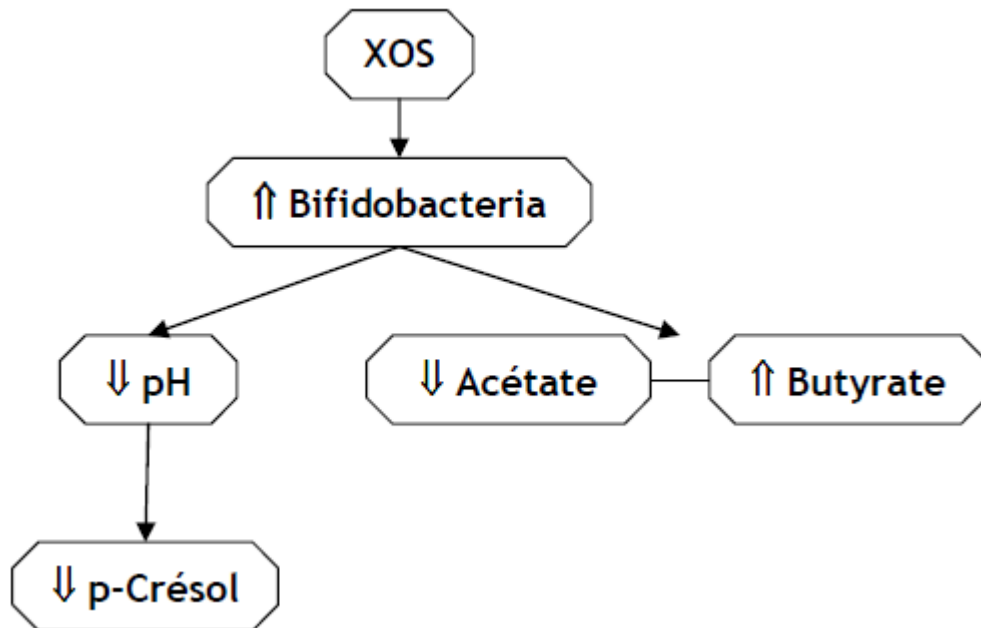 XOS
⇑ Bifidobacteria
⇓ pH
⇓ Acétate
⇑ Butyrate
⇓ p-Crésol